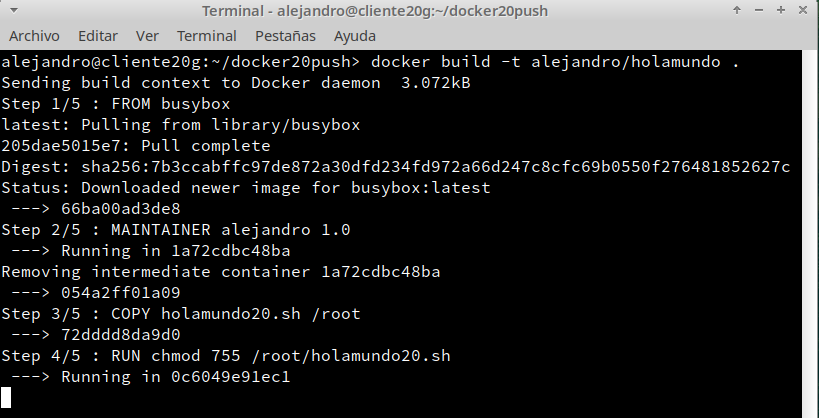 Terminal - alejandro@cliente20g:~/docker20push
Archivo Editar Ver Terminal Pestañas Ayuda
alejandro@cliente20g:~/docker20push> docker build -t alejandro/holamundo .
Sending build context to Docker daemon  3.072kB
Step 1/5 : FROM busybox
latest: Pulling from library/busybox
205dae5015e7: Pull complete
Digest: sha256:7b3ccabffc97de872a30dfd234fd972a66d247c8cfc69b0550f276481852627c
Status: Downloaded newer image for busybox:latest
 ---> 66ba00ad3de8
Step 2/5 : MAINTAINER alejandro 1.0
 ---> Running in 1a72cdbc48ba
Removing intermediate container 1a72cdbc48ba
 ---> 054a2ff01a09
Step 3/5 : COPY holamundo20.sh /root
 ---> 72dddd8da9d0
Step 4/5 : RUN chmod 755 /root/holamundo20.sh
 ---> Running in 0c6049e91ec1